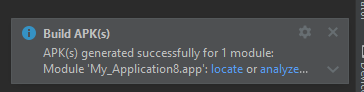 Build APK(s)
APK(s) generated successfully for 1 module:
Module 'My_Application8.app': locate or analyze...